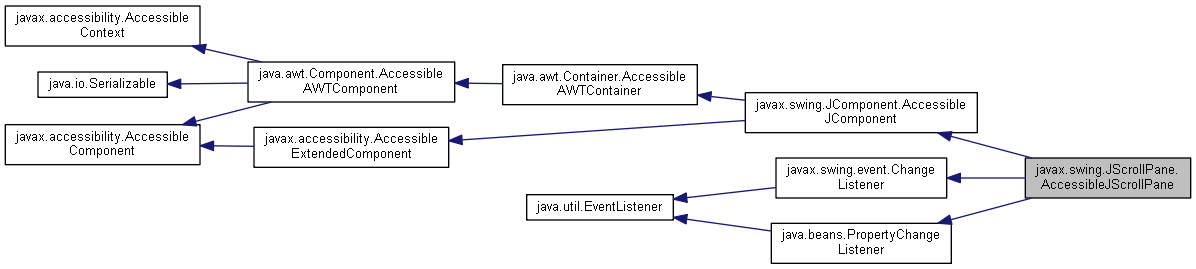 javax.accessibility.Accessible
Context
java.io.Serializable
javax.accessibility.Accessible
Component
java.awt.Component.Accessible
AWTComponent
javax.accessibility.Accessible
ExtendedComponent
java.awt.Container.Accessible
AWTContainer
java.util.EventListener
javax.swing.JComponent.Accessible
JComponent
javax.swing.event.Change
Listener
java.beans.PropertyChange
Listener
javax.swing.JScrollPane.
AccessibleJScrollPane